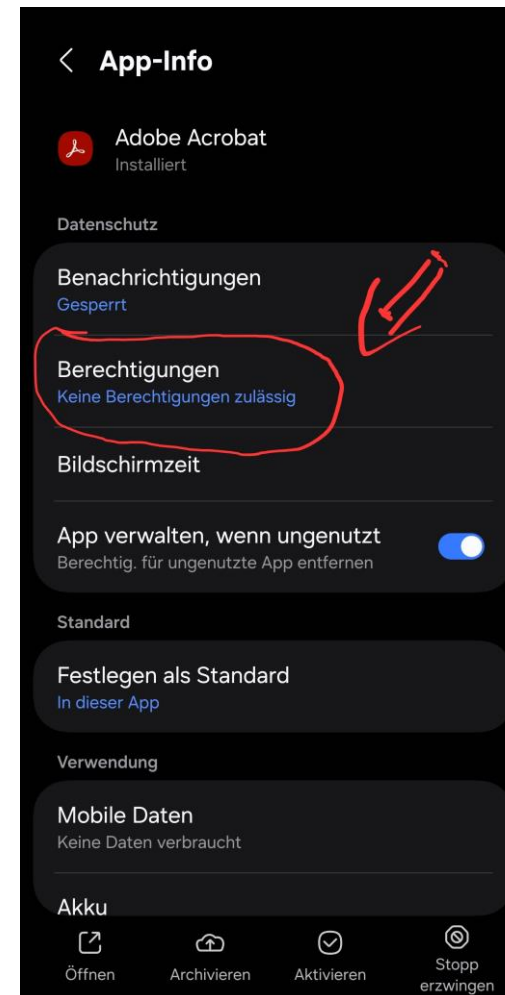 App-Info
Adobe Acrobat
Installiert
Datenschutz
Benachrichtigungen
Gesperrt
Berechtigungen
Keine Berechtigungen zulässig
Bildschirmzeit
App verwalten, wenn ungenutzt
Berechtig. für ungenutzte App entfernen
Standard
Festlegen als Standard
In dieser App
Verwendung
Mobile Daten
Keine Daten verbraucht
Akku
Öffnen
Archivieren
Aktivieren
Stopp
erzwingen